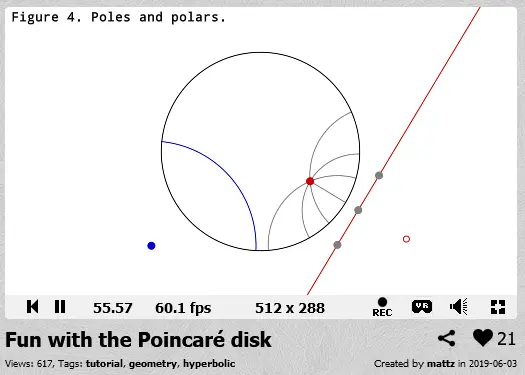 Figure 4. Poles and polars.
55.57 60.1 fps 512 x 288 REC VR
Fun with the Poincaré disk 21
Views: 617, Tags: tutorial, geometry, hyperbolic Created by mattz in 2019-06-03